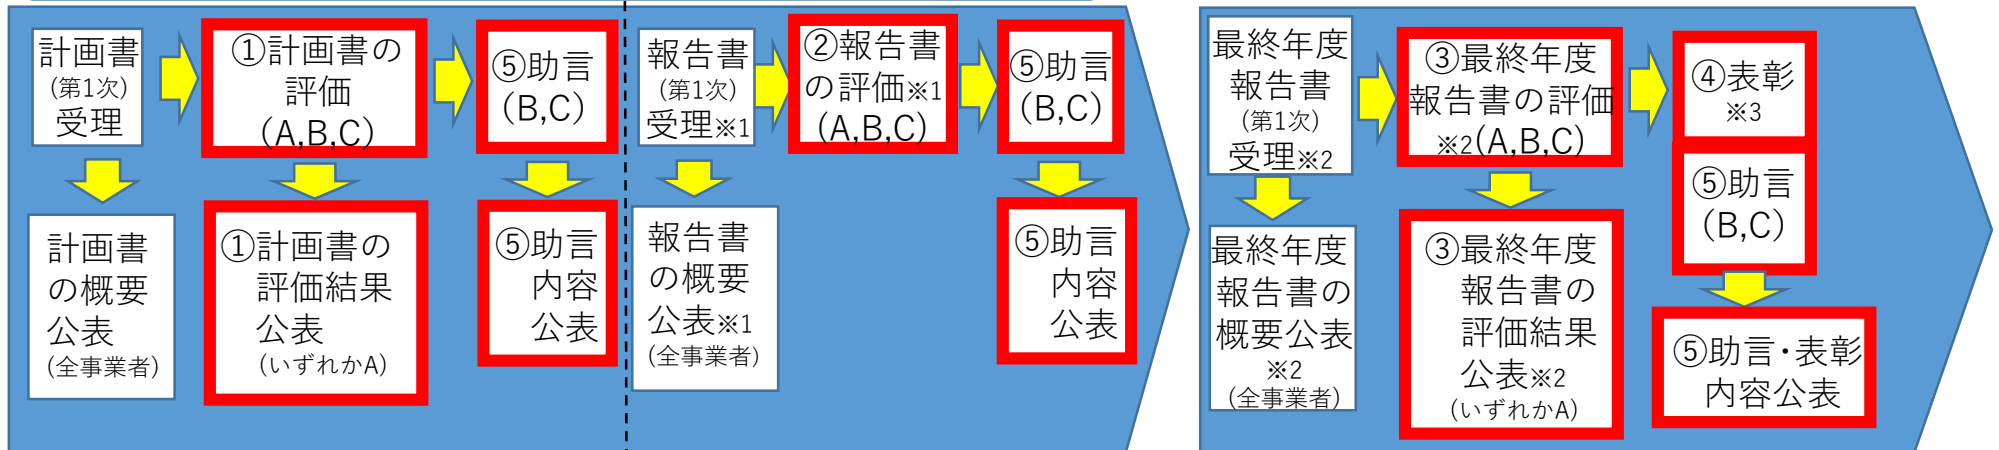 計画書
(第1次)
受理
①計画書の
評価
(A,B,C)
⑤助言
(B,C)
報告書
(第1次)
受理※1
②報告書
の評価※1
(A,B,C)
⑤助言
(B,C)
計画書
の概要
公表
(全事業者)
①計画書の
評価結果
公表
(いずれかA)
⑤助言
内容
公表
報告書
の概要
公表※1
(全事業者)
⑤助言
内容
公表
最終年度
報告書
(第1次)
受理※2
③最終年度
報告書の評価
※2(A,B,C)
④表彰
※3
⑤助言
(B,C)
最終年度
報告書の
概要公表
※2
(全事業者)
③最終年度
報告書の
評価結果
公表※2
(いずれかA)
⑤助言・表彰
内容公表